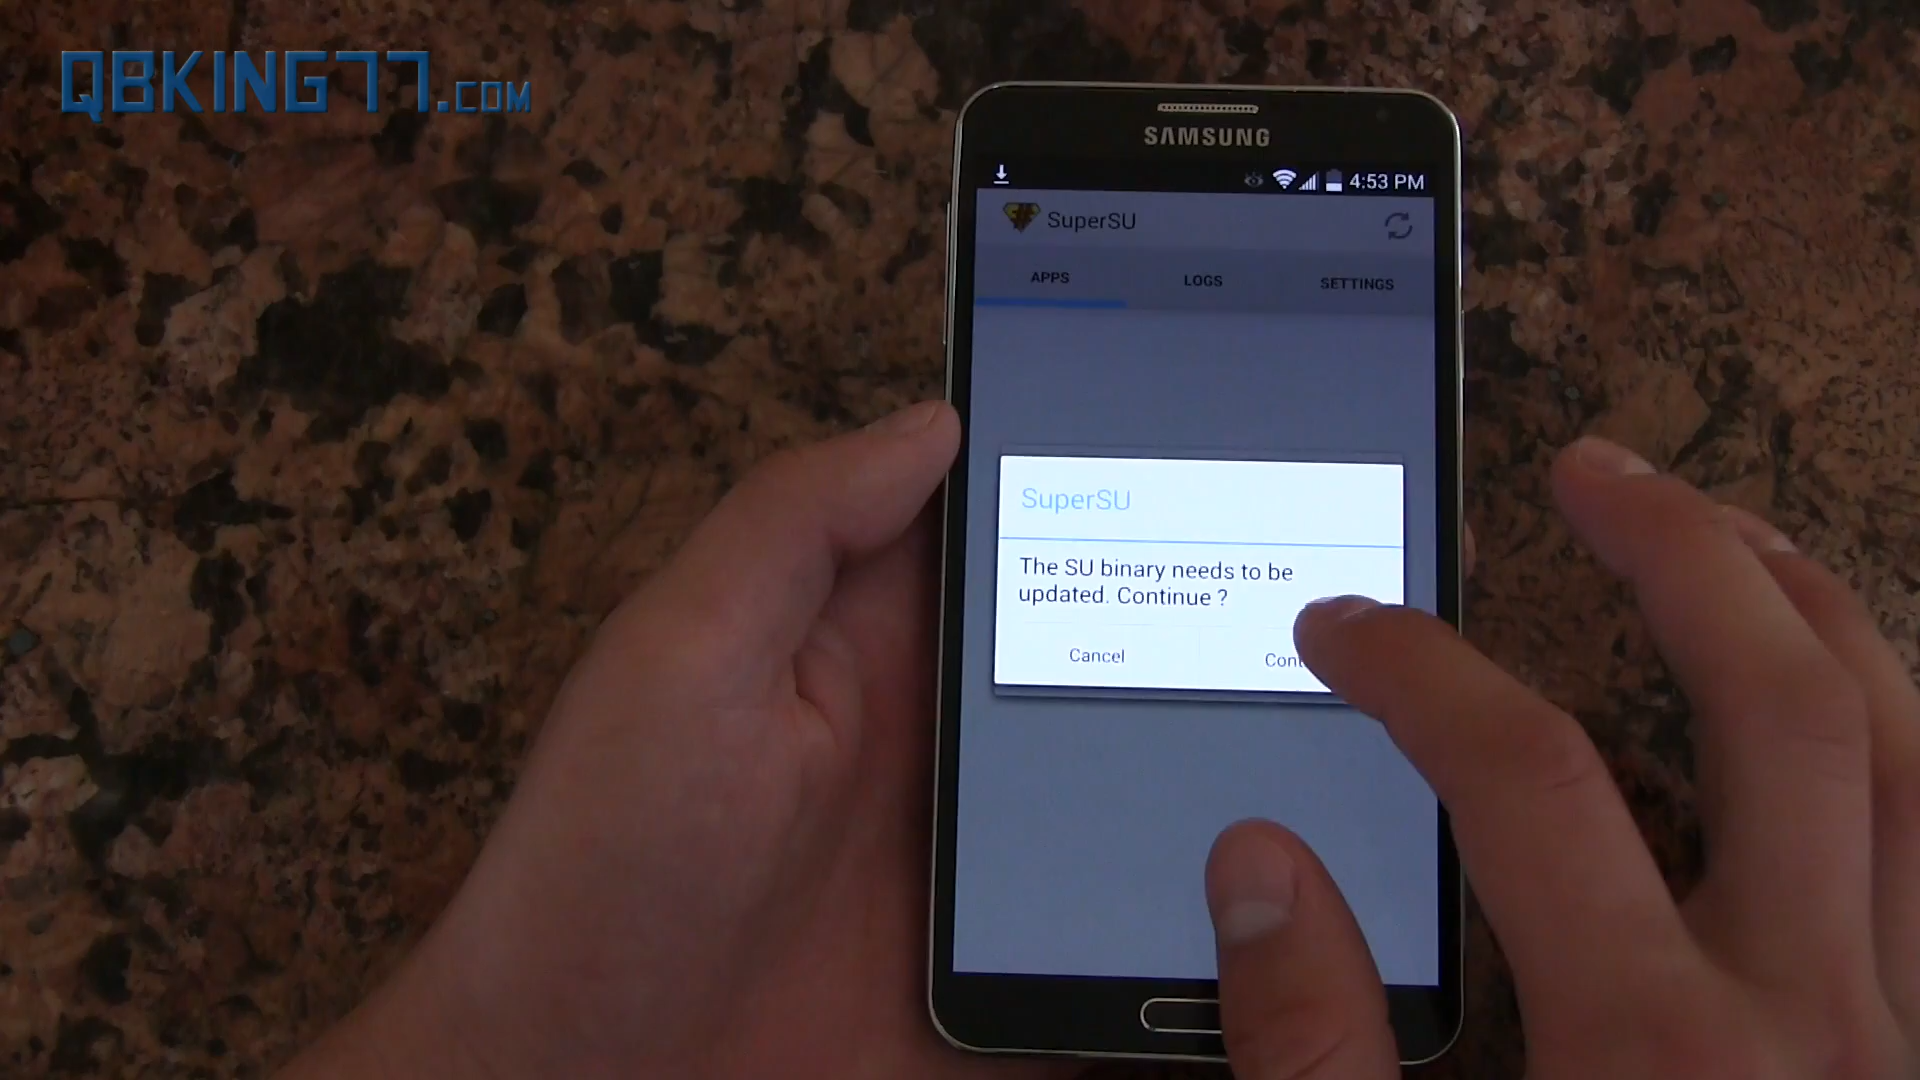 QBKING77.COM
SAMSUNG
4:53 PM
SuperSU
APPS
LOGS
SETTINGS
SuperSU
The SU binary needs to be
updated. Continue ?
Cancel